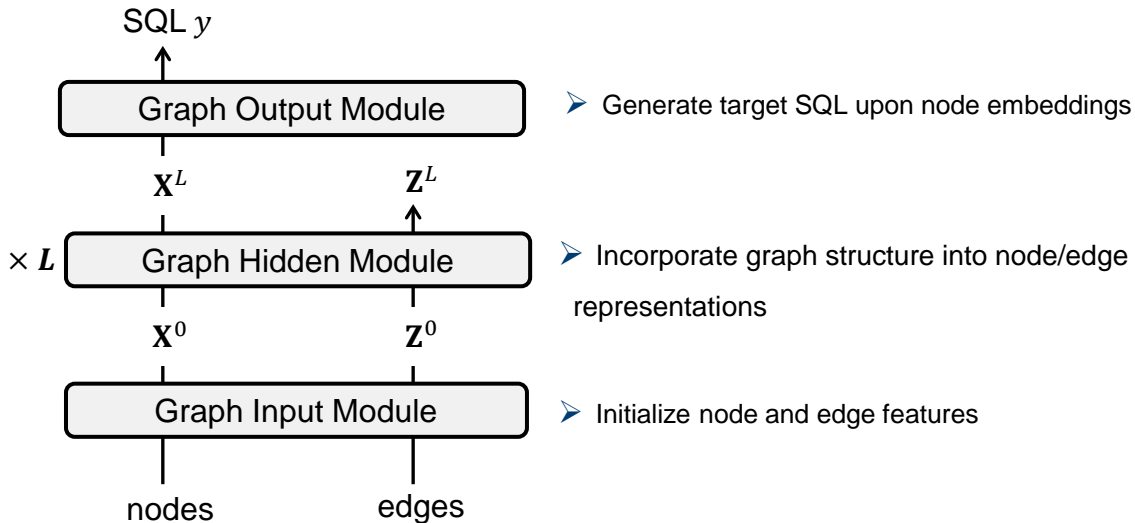 SQL y
Graph Output Module
➢ Generate target SQL upon node embeddings
X^L Z^L
× L Graph Hidden Module
➢ Incorporate graph structure into node/edge
representations
X^0 Z^0
Graph Input Module
➢ Initialize node and edge features
nodes edges